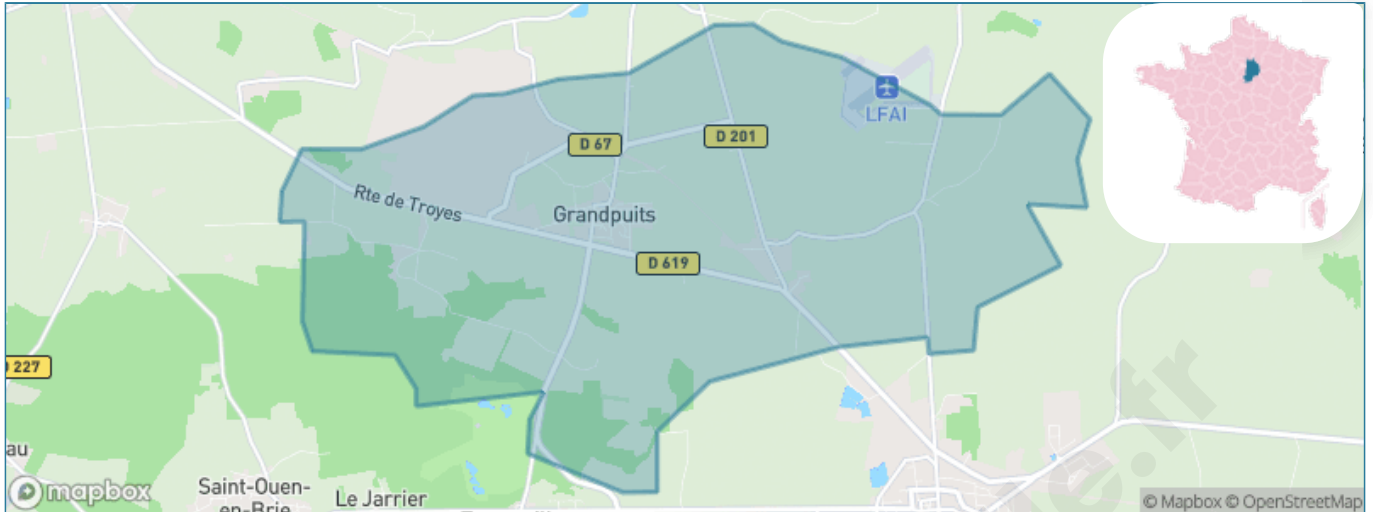 LFAI
D 67
D 201
Rte de Troyes
Grandpuits
D 619
227
au
mapbox
Saint-Ouen-
en-Brie
Le Jarrier
© Mapbox © OpenStreetMap
e.fr